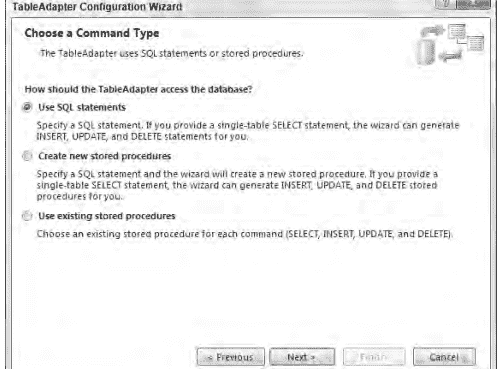 TableAdapter Configuration Wizard
Choose a Command Type
The TableAdapter uses SQL statements or stored procedures.
How should the TableAdapter access the database?
Use SQL statements
Specify a SQL statement. If you provide a single-table SELECT statement, the wizard can generate
INSERT, UPDATE, and DELETE statements for you.
Create new stored procedures
Specify a SQL statement and the wizard will create a new stored procedure. If you provide a
single-table SELECT statement, the wizard can generate INSERT, UPDATE, and DELETE stored
procedures for you.
Use existing stored procedures
Choose an existing stored procedure for each command (SELECT, INSERT, UPDATE, and DELETE).
< Previous Next > Finish Cancel